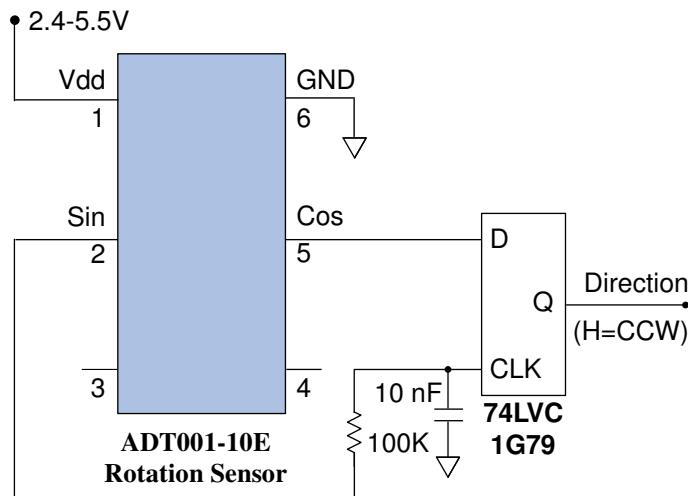 2.4-5.5V
Vdd
GND
1
6
Sin
Cos
2
5
D
Direction
Q
(H=CCW)
CLK
3
4
10 nF
74LVC
1G79
100K
ADT001-10E
Rotation Sensor